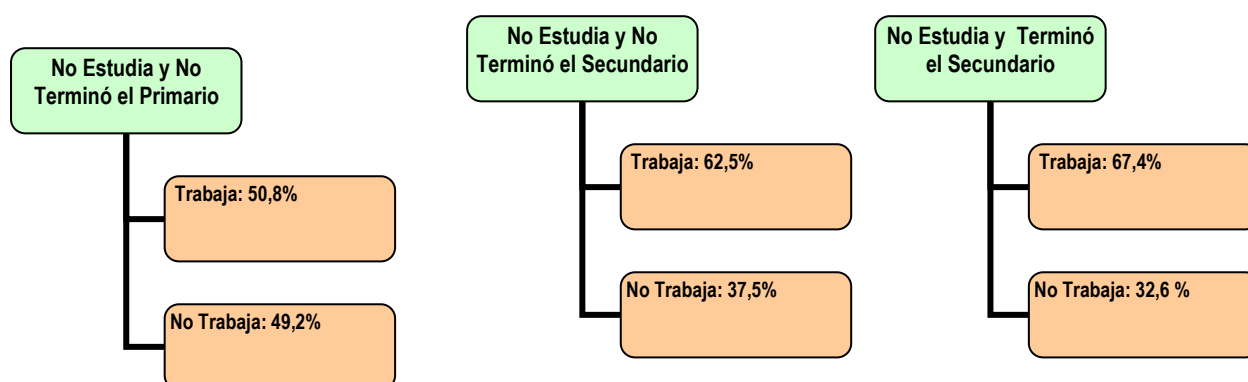 No Estudia y No
Terminó el Primario
Trabaja: 50,8%
No Trabaja: 49,2%
No Estudia y No
Terminó el Secundario
Trabaja: 62,5%
No Trabaja: 37,5%
No Estudia y Terminó
el Secundario
Trabaja: 67,4%
No Trabaja: 32,6 %